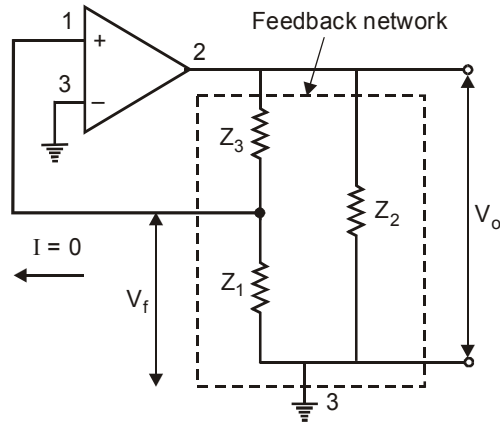 Feedback network
1
+
2
3
−
Z3
Z2
Vo
I = 0
Vf
Z1
3